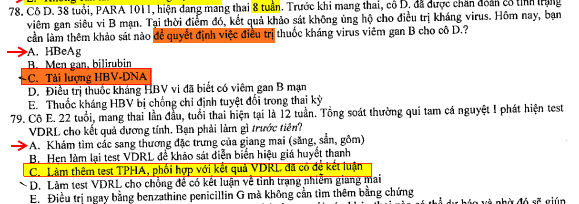 78. Cô D. 38 tuổi, PARA 1011, hiện đang mang thai 8 tuần. Trước khi mang thai, cô D. đã được chẩn đoán có tình trạng
viêm gan siêu vi B mạn. Tại thời điểm đó, kết quả khảo sát không ủng hộ cho điều trị kháng virus. Hôm nay, bạn
cần làm thêm khảo sát nào để quyết định việc điều trị thuốc kháng virus viêm gan B cho cô D.?
A. HBeAg
B. Men gan, bilirubin
C. Tải lượng HBV-DNA
D. Điều trị thuốc kháng HBV vì đã biết có viêm gan B mạn
E. Thuốc kháng HBV bị chống chỉ định tuyệt đối trong thai kỳ
79. Cô E. 22 tuổi, mang thai lần đầu, tuổi thai hiện tại là 12 tuần. Tổng soát thường qui tam cá nguyệt I phát hiện test
VDRL cho kết quả dương tính. Bạn phải làm gì trước tiên?
A. Khám tìm các sang thương đặc trưng của giang mai (săng, sẩn, gôm)
B. Hẹn làm lại test VDRL để khảo sát diễn biến hiệu giá huyết thanh
C. Làm thêm test TPHA, phối hợp với kết quả VDRL đã có để kết luận
D. Làm test VDRL cho chồng để có kết luận về tình trạng nhiễm giang mai
E. Điều trị ngay bằng benzathine penicillin G mà không cần tìm thêm bằng chứng